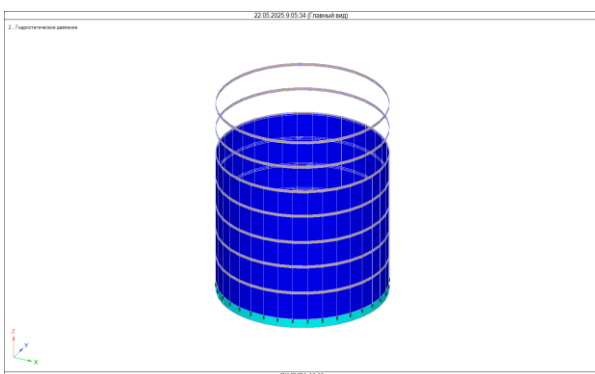 22.05.2025 9:05:34 (Главный вид)
2.. Гидростатическое давление
Z
Y
X